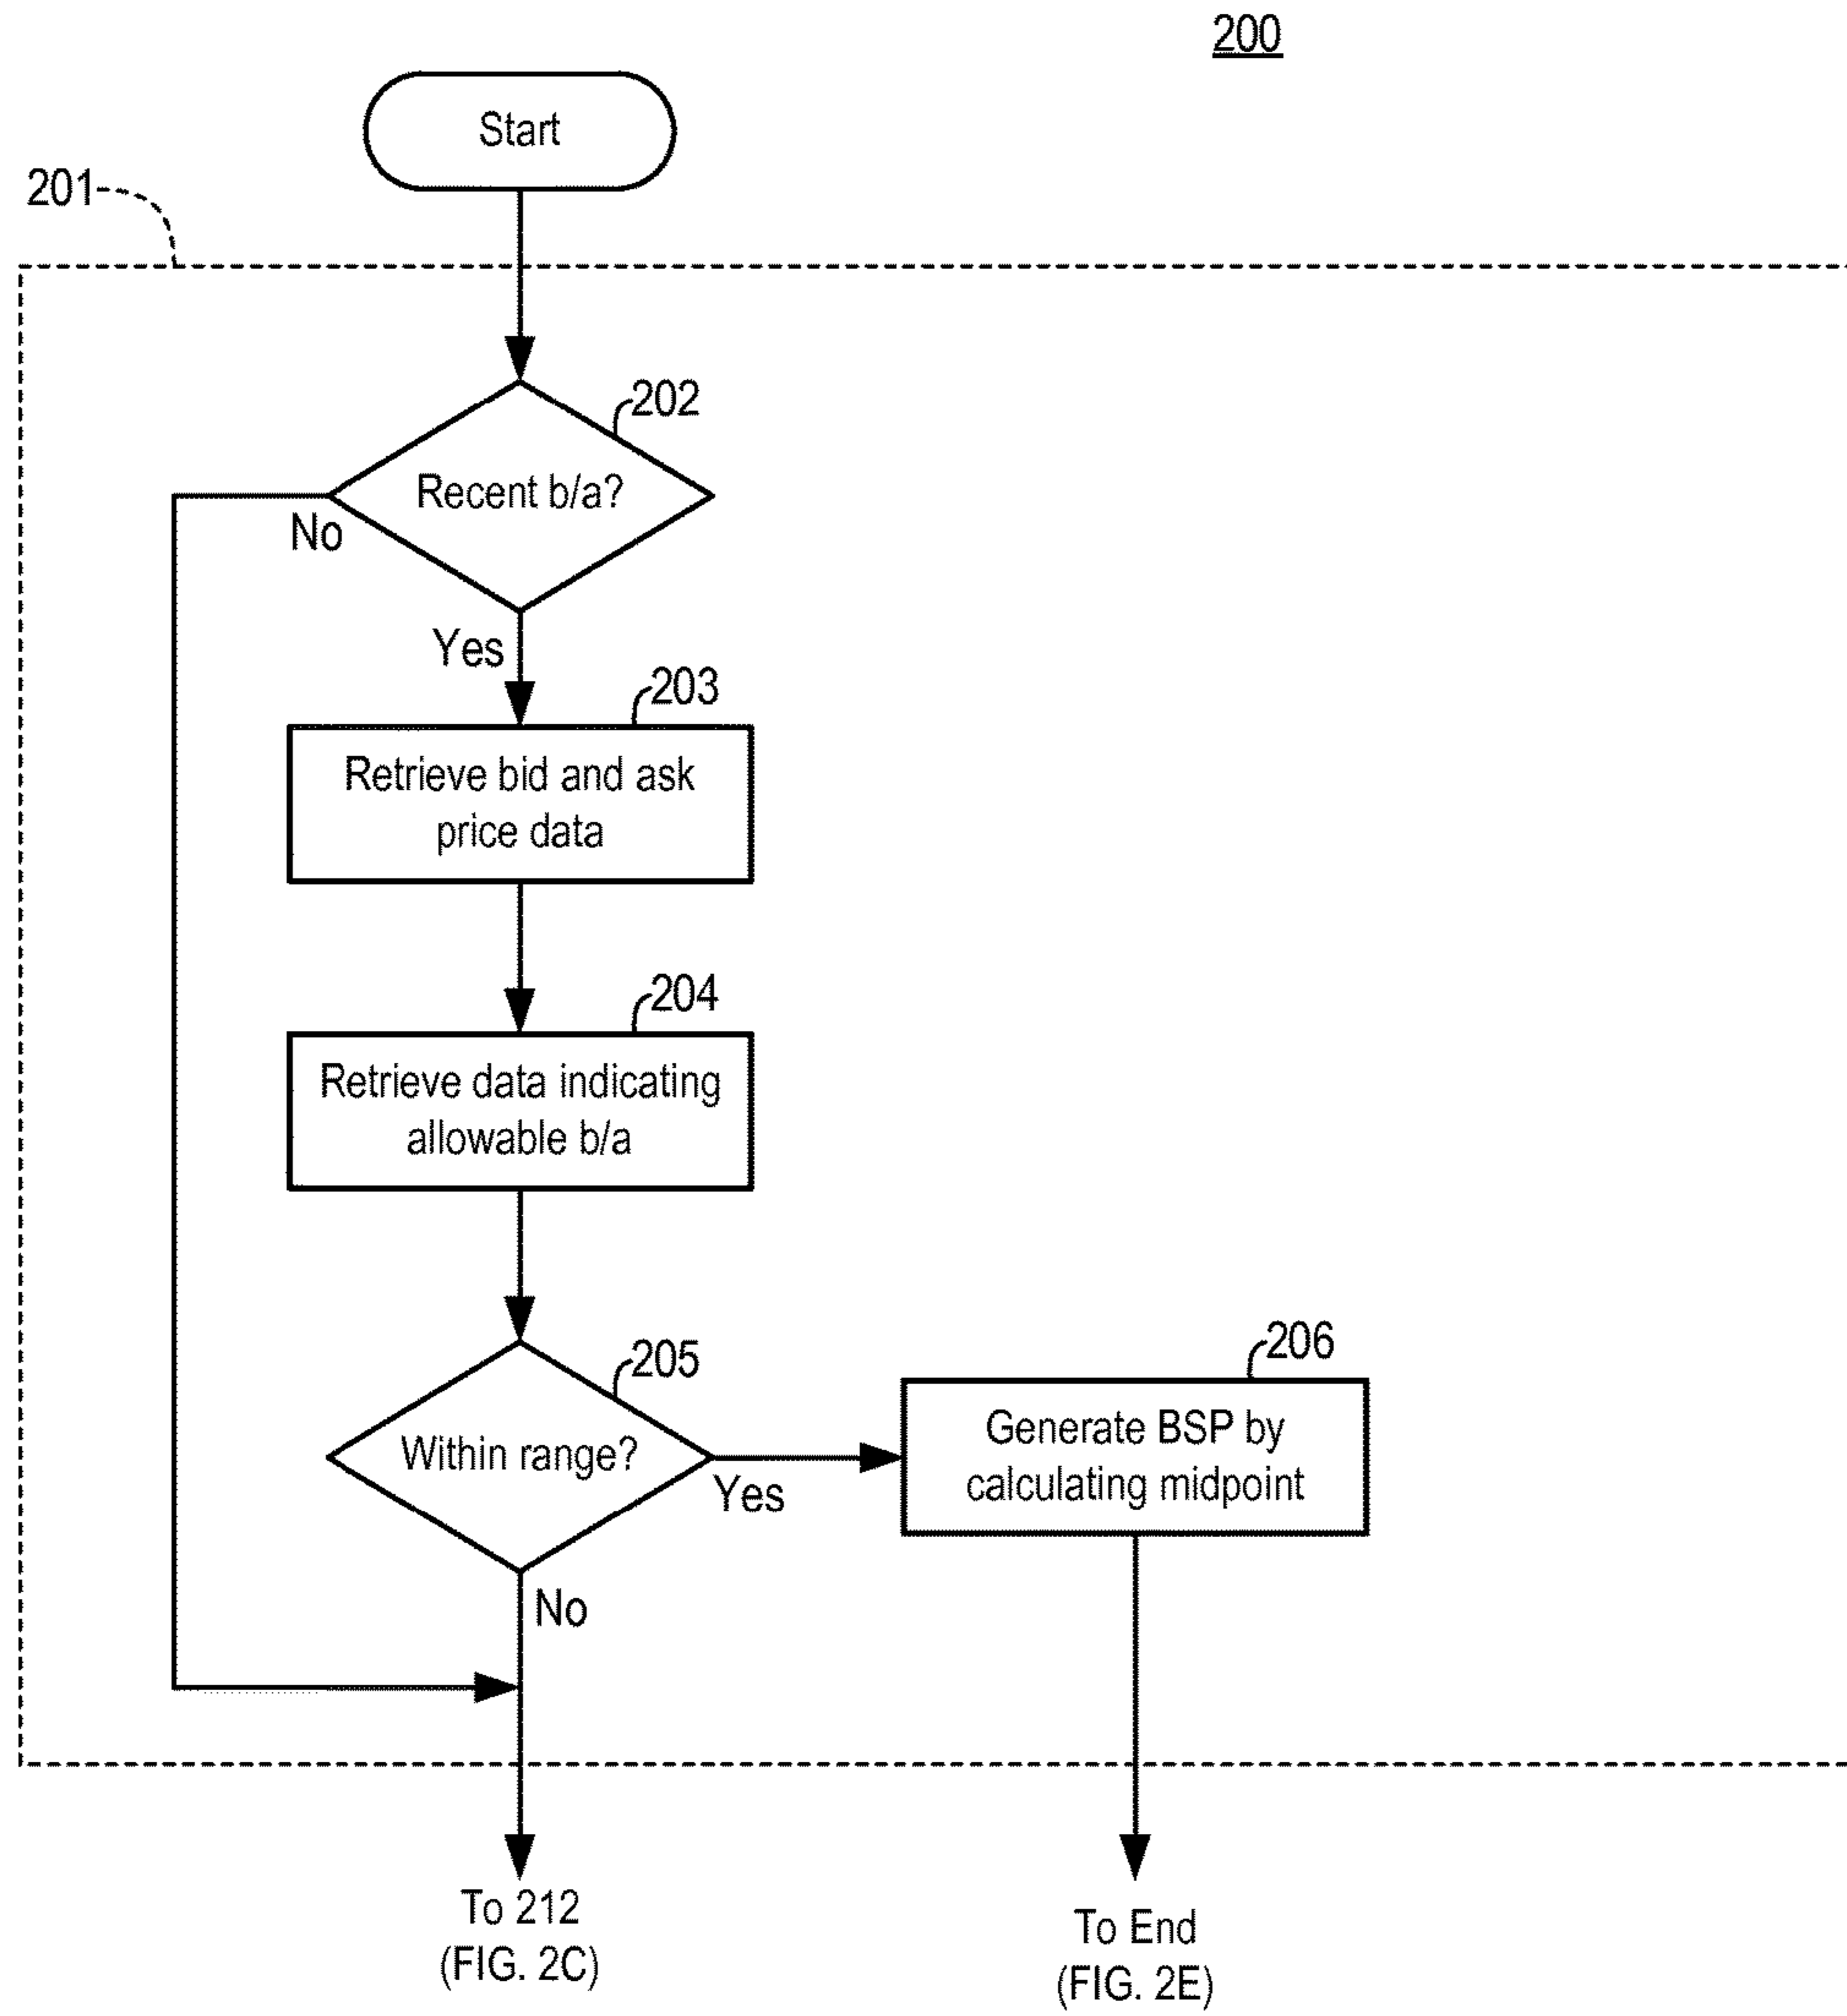 200
Start
201
202
Recent b/a?
No
Yes
203
Retrieve bid and ask
price data
204
Retrieve data indicating
allowable b/a
205
Within range?
Yes
No
206
Generate BSP by
calculating midpoint
To 212
(FIG. 2C)
To End
(FIG. 2E)